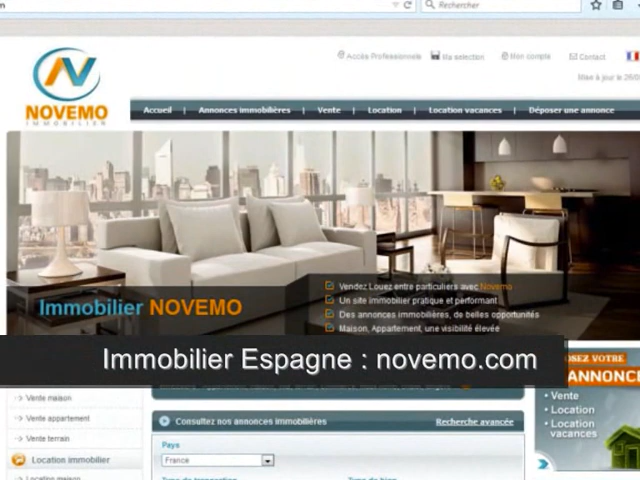 Rechercher
Accès Professionnels Ma selection Mon compte Contact
Mise à jour le
NOVEMO
IMMOBILIER
Accueil | Annonces immobilières | Vente | Location | Location vacances | Déposer une annonce
Vendez Louez entre particuliers avec Novemo
Un site immobilier pratique et performant
Des annonces immobilières, de belles opportunités
Maison, Appartement, une visibilité élevée
Immobilier NOVEMO
Immobilier Espagne : novemo.com
VOTRE
ANNONCE
• Vente
• Location
• Location
vacances
Vente maison
Vente appartement
Vente terrain
Location immobilier
Consultez nos annonces immobilières Recherche avancée
Pays
France